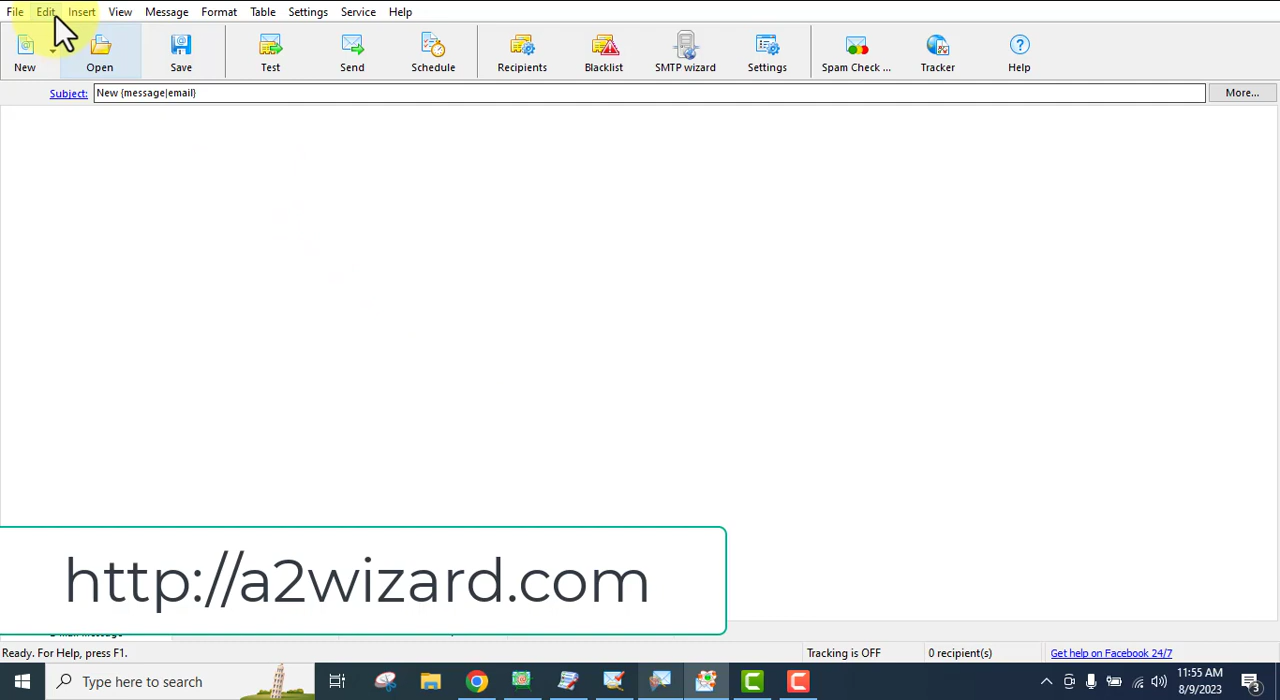 File Edit Insert View Message Format Table Settings Service Help
New Open Save Test Send Schedule Recipients Blacklist SMTP wizard Settings Spam Check ... Tracker Help
Subject: New {message|email} More...
http://a2wizard.com
Ready. For Help, press F1. Tracking is OFF 0 recipient(s) Get help on Facebook 24/7
Type here to search
11:55 AM
8/9/2023
3